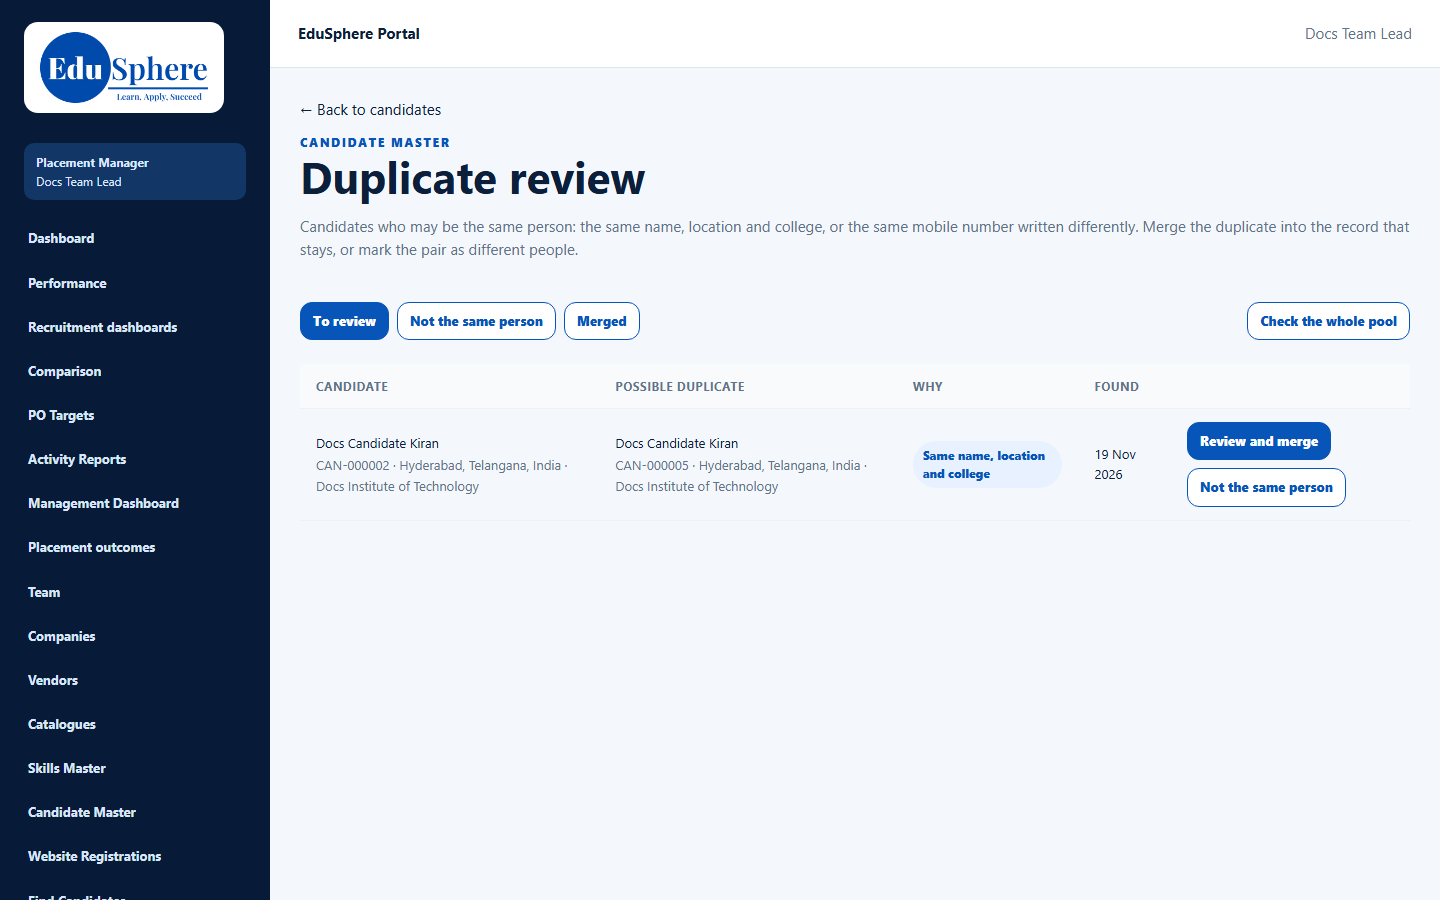 EduSphere
Learn. Apply, Succeed
Placement Manager
Docs Team Lead
Dashboard
Performance
Recruitment dashboards
Comparison
PO Targets
Activity Reports
Management Dashboard
Placement outcomes
Team
Companies
Vendors
Catalogues
Skills Master
Candidate Master
Website Registrations
Find Candidates
EduSphere Portal
Docs Team Lead
← Back to candidates
CANDIDATE MASTER
Duplicate review
Candidates who may be the same person: the same name, location and college, or the same mobile number written differently. Merge the duplicate into the record that
stays, or mark the pair as different people.
To review
Not the same person
Merged
Check the whole pool
CANDIDATE
POSSIBLE DUPLICATE
WHY
FOUND
Docs Candidate Kiran
CAN-000002 · Hyderabad, Telangana, India ·
Docs Institute of Technology
Docs Candidate Kiran
CAN-000005 · Hyderabad, Telangana, India ·
Docs Institute of Technology
Same name, location
and college
19 Nov
2026
Review and merge
Not the same person